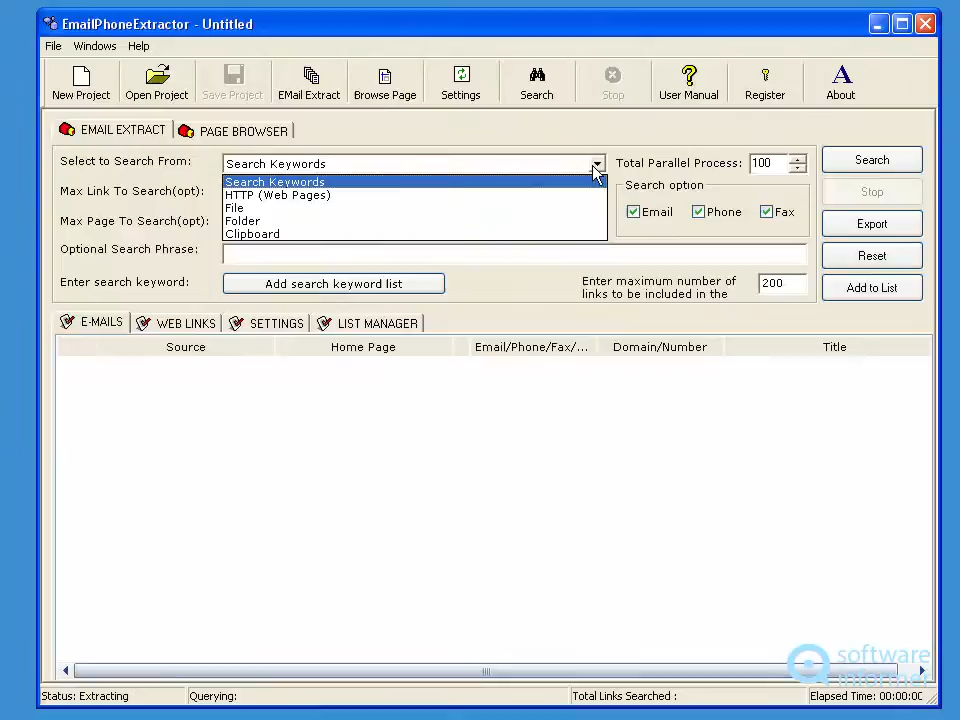 EmailPhoneExtractor - Untitled
File Windows Help
New Project Open Project Save Project EMail Extract Browse Page Settings Search Stop User Manual Register About
EMAIL EXTRACT PAGE BROWSER
Select to Search From: Search Keywords Total Parallel Process: 100 Search
Search Keywords Search option
Max Link To Search(opt): HTTP (Web Pages) Stop
File Email Phone Fax
Max Page To Search(opt): Folder Export
Clipboard
Optional Search Phrase: Reset
Enter search keyword: Add search keyword list Enter maximum number of 200 Add to List
links to be included in the
E-MAILS WEB LINKS SETTINGS LIST MANAGER
Source Home Page Email/Phone/Fax/... Domain/Number Title
software
informer
Status: Extracting Querying: Total Links Searched : Elapsed Time: 00:00:0